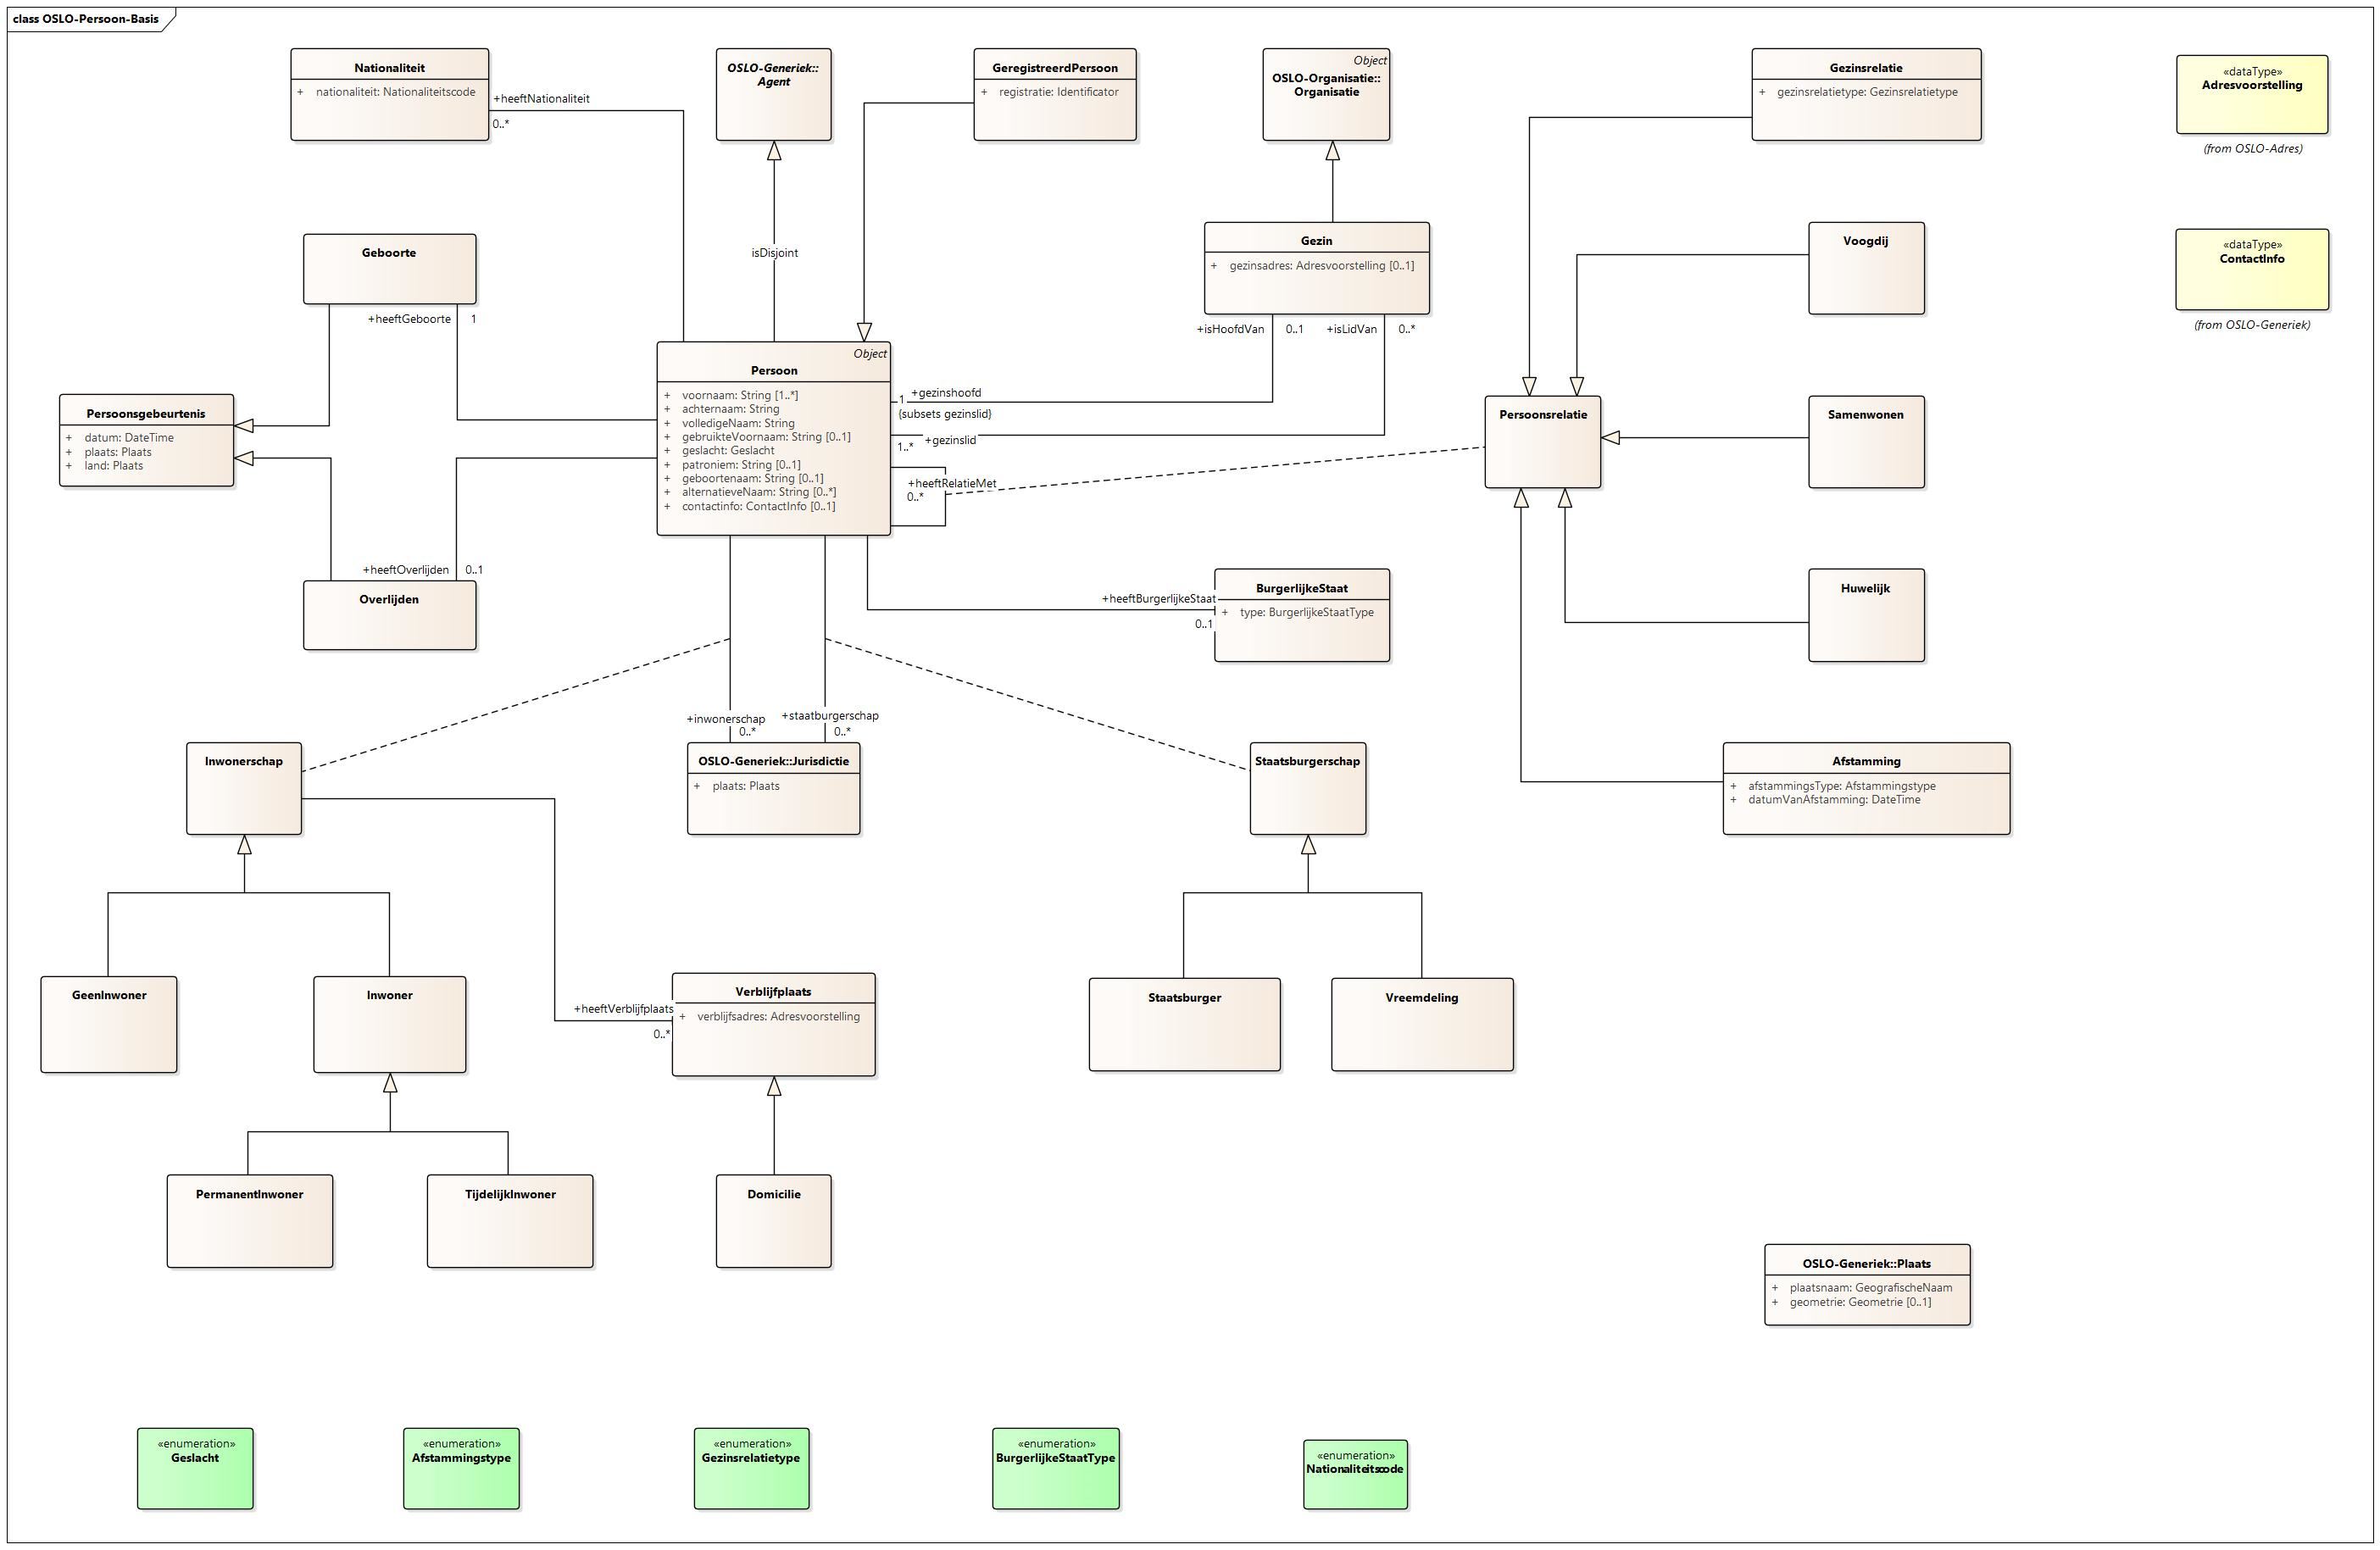 class OSLO-Persoon-Basis
Nationaliteit
+ nationaliteit: Nationaliteitscode
+heeftNationaliteit
0..*
OSLO-Generiek::
Agent
isDisjoint
GeregistreerdPersoon
+ registratie: Identificator
Object
OSLO-Organisatie::
Organisatie
Gezinsrelatie
+ gezinsrelatietype: Gezinsrelatietype
«dataType»
Adresvoorstelling
(from OSLO-Adres)
Geboorte
+heeftGeboorte
1
Gezin
+ gezinsadres: Adresvoorstelling [0..1]
+isHoofdVan
0..1
+isLidVan
0..*
Voogdij
«dataType»
ContactInfo
(from OSLO-Generiek)
Persoonsgebeurtenis
+ datum: DateTime
+ plaats: Plaats
+ land: Plaats
Object
Persoon
+ voornaam: String [1..*]
+ achternaam: String
+ volledigeNaam: String
+ gebruikteVoornaam: String [0..1]
+ geslacht: Geslacht
+ patroniem: String [0..1]
+ geboortenaam: String [0..1]
+ alternatieveNaam: String [0..*]
+ contactinfo: ContactInfo [0..1]
+gezinshoofd
1
{subsets gezinslid}
+gezinslid
1..*
+heeftRelatieMet
0..*
Persoonsrelatie
Samenwonen
+heeftOverlijden
0..1
Overlijden
+heeftBurgerlijkeStaat
0..1
BurgerlijkeStaat
+ type: BurgerlijkeStaatType
Huwelijk
+inwonerschap
0..*
+staatburgerschap
0..*
Inwonerschap
OSLO-Generiek::Jurisdictie
+ plaats: Plaats
Staatsburgerschap
Afstamming
+ afstammingsType: Afstammingstype
+ datumVanAfstamming: DateTime
GeenInwoner
Inwoner
+heeftVerblijfplaats
0..*
Verblijfplaats
+ verblijfsadres: Adresvoorstelling
Staatsburger
Vreemdeling
PermanentInwoner
TijdelijkInwoner
Domicilie
OSLO-Generiek::Plaats
+ plaatsnaam: GeografischeNaam
+ geometrie: Geometrie [0..1]
«enumeration»
Geslacht
«enumeration»
Afstammingstype
«enumeration»
Gezinsrelatietype
«enumeration»
BurgerlijkeStaatType
«enumeration»
Nationaliteitscode